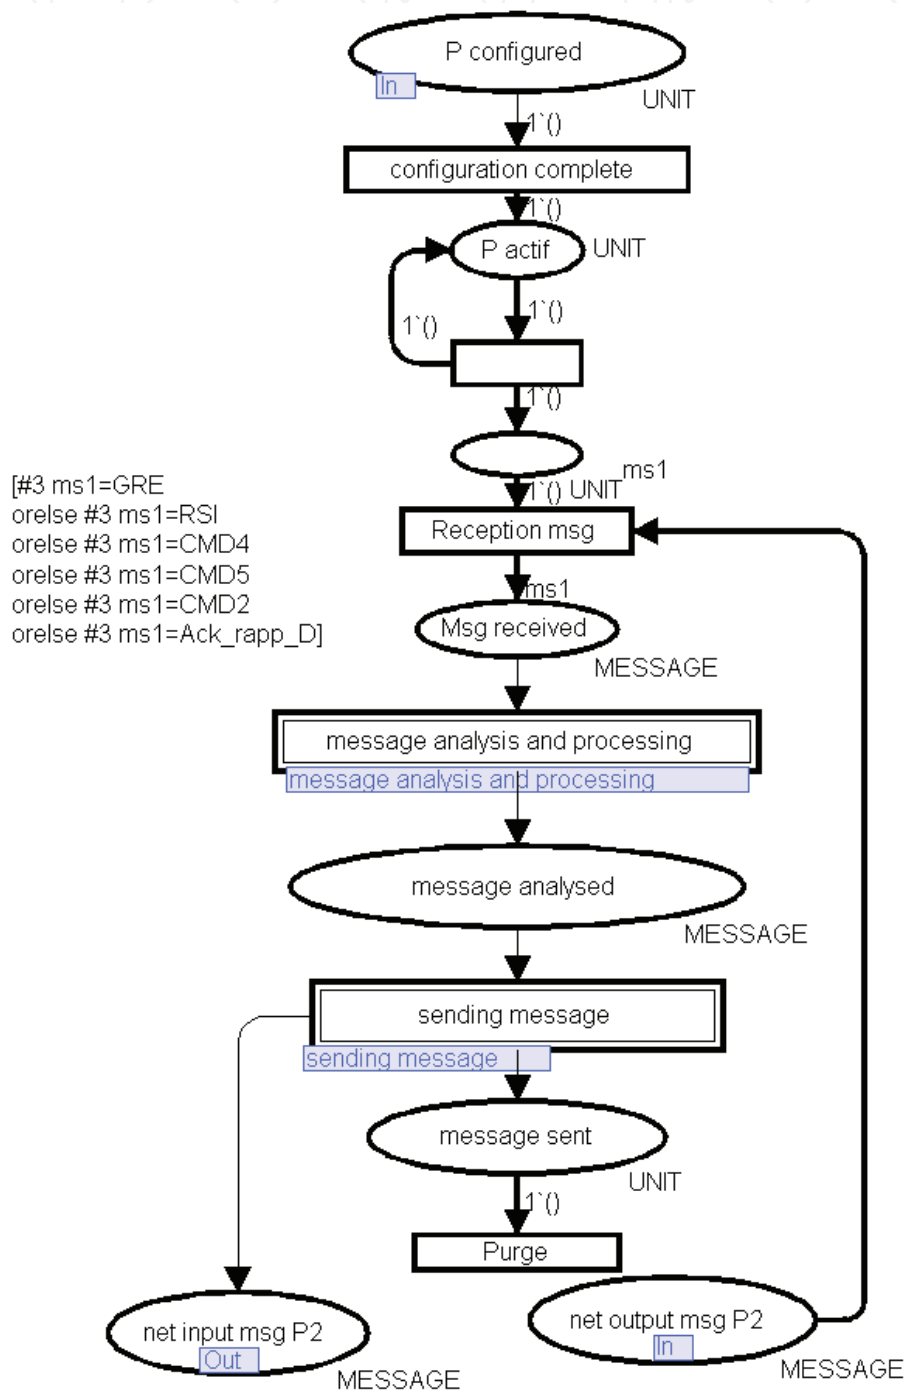 P configured
In
UNIT
1`()
configuration complete
1`()
P actif
UNIT
1`()
1`()
1`()
ms1
1`() UNIT
[#3 ms1=GRE
orelse #3 ms1=RSI
orelse #3 ms1=CMD4
orelse #3 ms1=CMD5
orelse #3 ms1=CMD2
orelse #3 ms1=Ack_rapp_D]
Reception msg
ms1
Msg received
MESSAGE
message analysis and processing
message analysis and processing
message analysed
MESSAGE
sending message
sending message
message sent
UNIT
1`()
Purge
net input msg P2
Out
MESSAGE
net output msg P2
In
MESSAGE